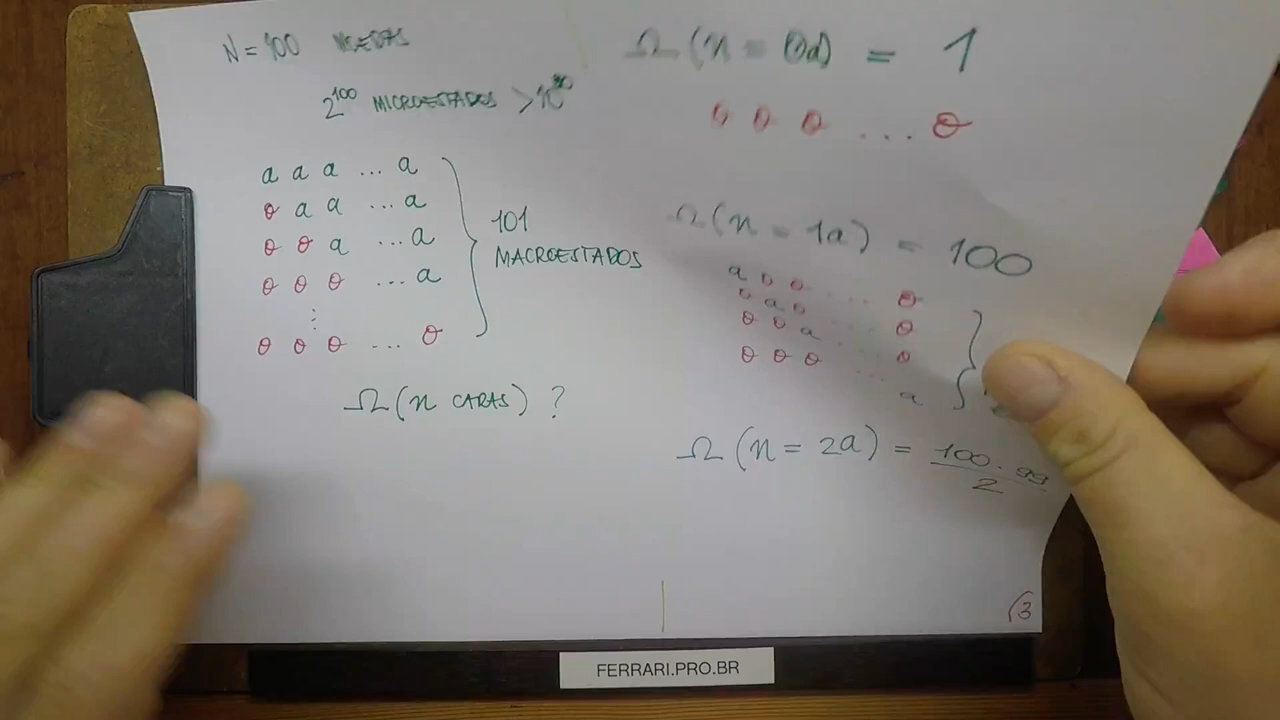 N = 100 MOEDAS
2^100 MICROESTADOS > 10^30
a a a ... a
o a a ... a
o o a ... a
o o o ... a
⋮
o o o ... o
101
MACROESTADOS
Ω(n CARAS) ?
Ω(n = 0a) = 1
o o o ... o
Ω(n = 1a) = 100
a o o ... o
o a o ... o
o o a ... o
o o o ... a
Ω(n = 2a) = 100 . 99
2
3
FERRARI.PRO.BR